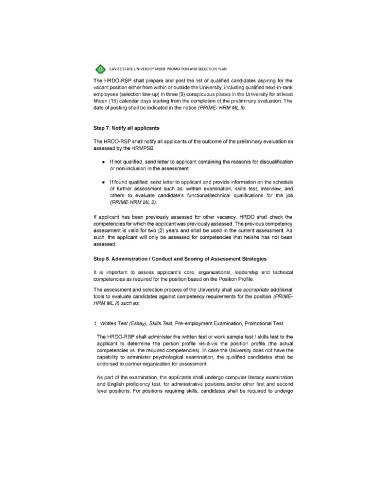 CAVITE STATE UNIVERSITY MERIT PROMOTION AND SELECTION PLAN
The HRDO-RSP shall prepare and post the list of qualified candidates aspiring for the
vacant position either from within or outside the University, including qualified next-in-rank
employees (selection line-up) in three (3) conspicuous places in the University for at least
fifteen (15) calendar days starting from the completion of the preliminary evaluation. The
date of posting shall be indicated in the notice (PRIME- HRM ML II).
Step 7. Notify all applicants
The HRDO-RSP shall notify all applicants of the outcome of the preliminary evaluation as
assessed by the HRMPSB.
● If not qualified, send letter to applicant containing the reason/s for disqualification
or non-inclusion in the assessment.
● If found qualified, send letter to applicant and provide information on the schedule
of further assessment such as: written examination, skills test, interview, and
others to evaluate candidate's functional/technical qualifications for the job
(PRIME-HRM ML 2).
If applicant has been previously assessed for other vacancy, HRDO shall check the
competencies for which the applicant was previously assessed. The previous competency
assessment is valid for two (2) years and shall be used in the current assessment. As
such, the applicant will only be assessed for competencies that he/she has not been
assessed.
Step 8. Administration / Conduct and Scoring of Assessment Strategies
It is important to assess applicant's core, organizational, leadership and technical
competencies as required for the position based on the Position Profile.
The assessment and selection process of the University shall use appropriate additional
tools to evaluate candidates against competency requirements for the position (PRIME-
HRM ML II) such as:
1. Written Test (Essay), Skills Test, Pre-employment Examination, Promotional Test
The HRDO-RSP shall administer the written test or work sample test / skills test to the
applicant to determine the person profile vis-à-vis the position profile (the actual
competencies vs. the required competencies). In case the University does not have the
capability to administer psychological examination, the qualified candidates shall be
endorsed to partner organization for assessment.
As part of the examination, the applicants shall undergo computer literacy examination
and English proficiency test, for administrative positions and/or other first and second
level positions. For positions requiring skills, candidates shall be required to undergo